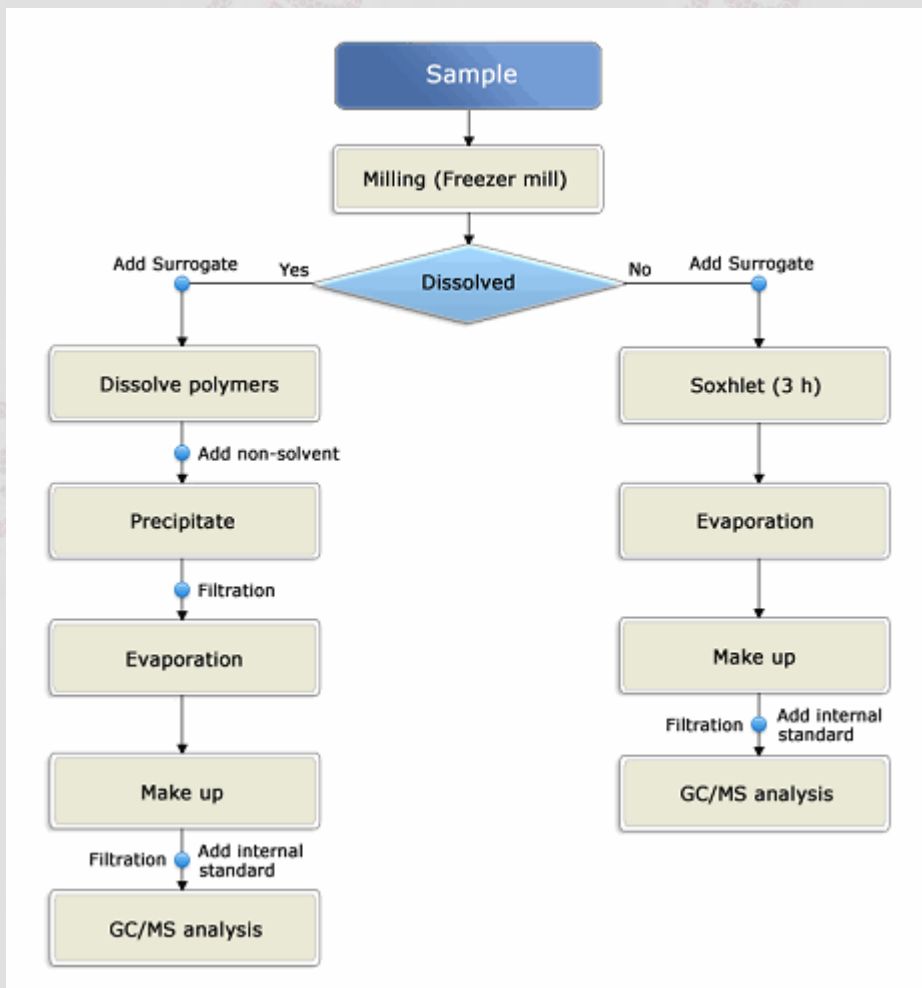 Sample
Milling (Freezer mill)
Dissolved
Add Surrogate
Yes
No
Add Surrogate
Dissolve polymers
Add non-solvent
Precipitate
Filtration
Evaporation
Make up
Filtration
Add internal
standard
GC/MS analysis
Soxhlet (3 h)
Evaporation
Make up
Filtration
Add internal
standard
GC/MS analysis